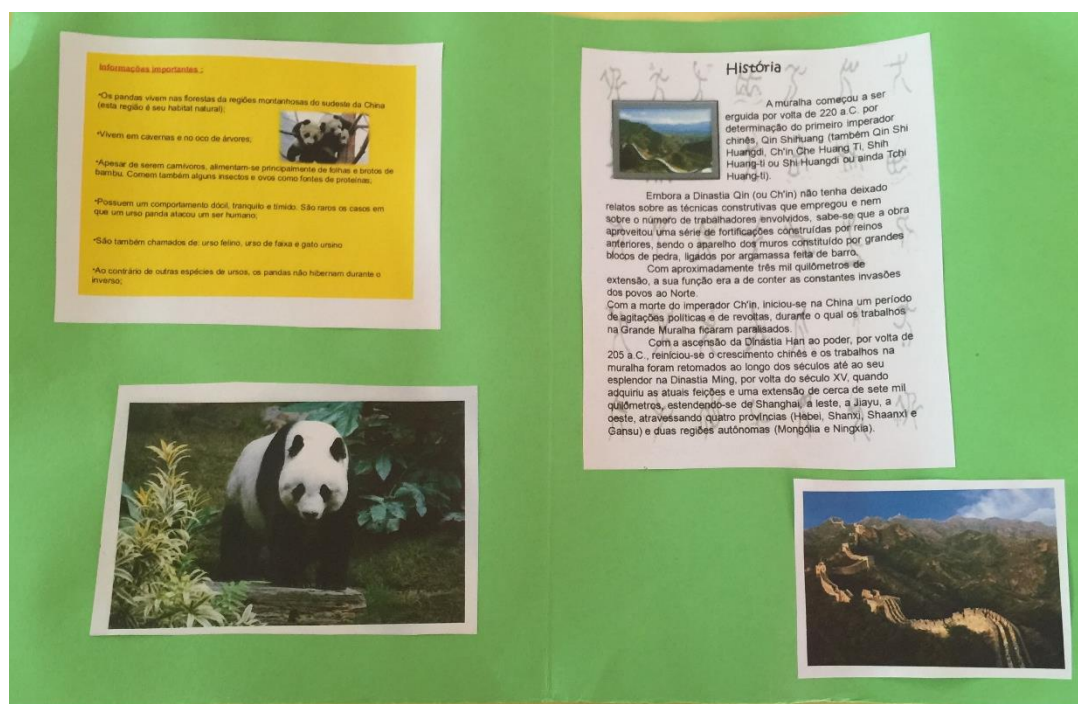 Informações importantes :
*Os pandas vivem nas florestas da regiões montanhosas do sudeste da China
(esta região é seu habitat natural);
*Vivem em cavernas e no oco de árvores;
*Apesar de serem carnívoros, alimentam-se principalmente de folhas e brotos de
bambu. Comem também alguns insectos e ovos como fontes de proteínas;
*Possuem um comportamento dócil, tranquilo e tímido. São raros os casos em
que um urso panda atacou um ser humano;
*São também chamados de: urso felino, urso de faixa e gato ursino
*Ao contrário de outras espécies de ursos, os pandas não hibernam durante o
inverso;
História
A muralha começou a ser
erguida por volta de 220 a.C. por
determinação do primeiro imperador
chinês, Qin Shihuang (também Qin Shi
Huangdi, Ch'in Che Huang Ti, Shih
Huang-ti ou Shi Huangdi ou ainda Tchi
Huang-ti).
Embora a Dinastia Qin (ou Ch'in) não tenha deixado
relatos sobre as técnicas construtivas que empregou e nem
sobre o número de trabalhadores envolvidos, sabe-se que a obra
aproveitou uma série de fortificações construídas por reinos
anteriores, sendo o aparelho dos muros constituído por grandes
blocos de pedra, ligados por argamassa feita de barro.
Com aproximadamente três mil quilômetros de
extensão, a sua função era a de conter as constantes invasões
dos povos ao Norte.
Com a morte do imperador Ch'in, iniciou-se na China um período
de agitações políticas e de revoltas, durante o qual os trabalhos
na Grande Muralha ficaram paralisados.
Com a ascensão da Dinastia Han ao poder, por volta de
205 a.C., reiníciou-se o crescimento chinês e os trabalhos na
muralha foram retomados ao longo dos séculos até ao seu
esplendor na Dinastia Ming, por volta do século XV, quando
adquiriu as atuais feições e uma extensão de cerca de sete mil
quilômetros, estendendo-se de Shanghai, a leste, a Jiayu, a
oeste, atravessando quatro províncias (Hebei, Shanxi, Shaanxi e
Gansu) e duas regiões autônomas (Mongólia e Ningxia).